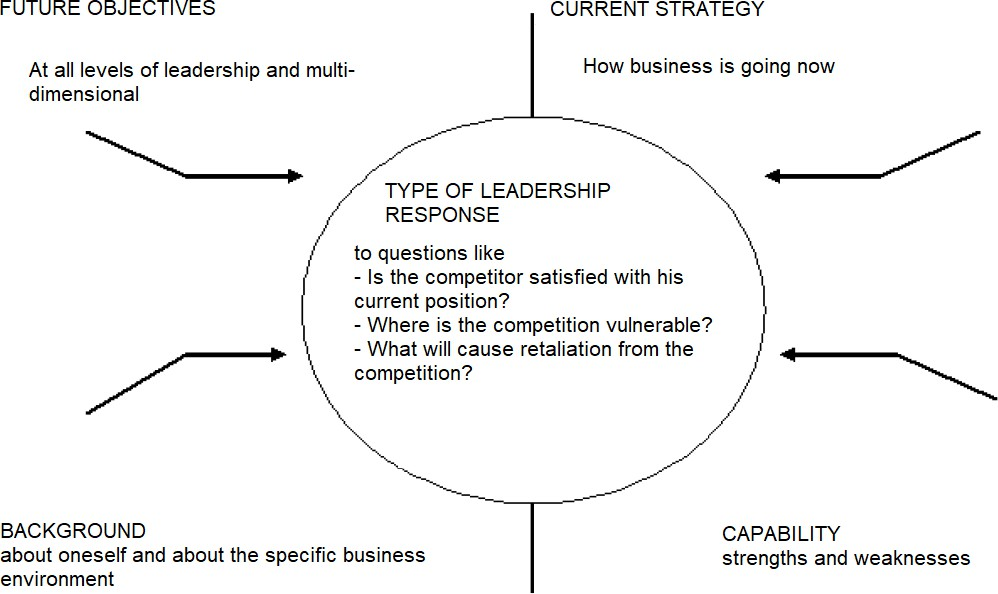 FUTURE OBJECTIVES
CURRENT STRATEGY
At all levels of leadership and multi-
dimensional
How business is going now
TYPE OF LEADERSHIP
RESPONSE
to questions like
- Is the competitor satisfied with his
current position?
- Where is the competition vulnerable?
- What will cause retaliation from the
competition?
BACKGROUND
about oneself and about the specific business
environment
CAPABILITY
strengths and weaknesses